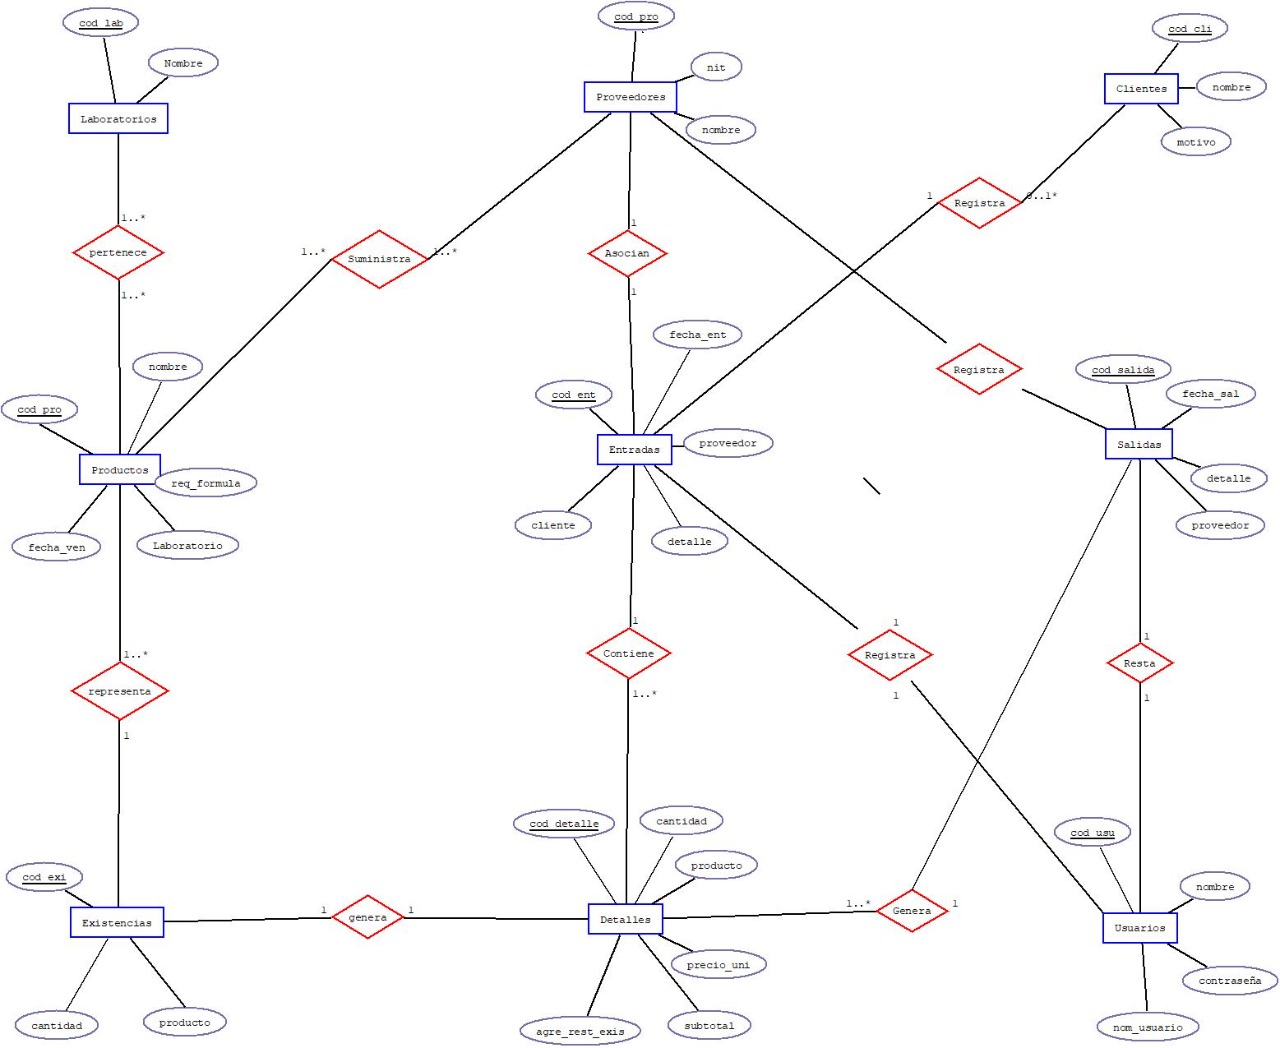 cod_lab
cod_pro
cod_cli
Nombre
nit
nombre
Proveedores
Clientes
Laboratorios
nombre
motivo
1
Registra
0..1*
1..*
1
pertenece
1..*
Suministra
1..*
Asocian
1..*
1
fecha_ent
nombre
Registra
cod_salida
fecha_sal
cod_pro
cod_ent
proveedor
Entradas
Salidas
Productos
req_formula
detalle
cliente
proveedor
fecha_ven
Laboratorio
detalle
1
1
1
Contiene
Registra
Resta
1..*
representa
1..*
1
1
1
cod_detalle
cantidad
cod_usu
producto
cod_exi
nombre
1
genera
1
Detalles
1..*
Genera
1
Existencias
Usuarios
precio_uni
contraseña
cantidad
producto
agre_rest_exis
subtotal
nom_usuario